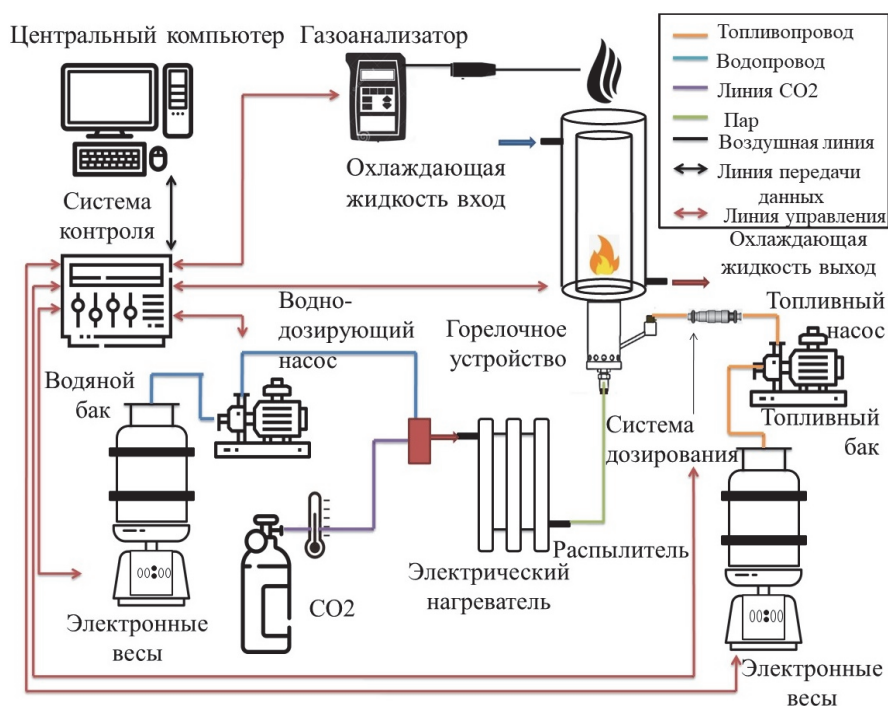 Центральный компьютер
Газоанализатор
Топливопровод
Водопровод
Линия СО2
Пар
Воздушная линия
Линия передачи
данных
Линия управления
Охлаждающая
жидкость вход
Система
контроля
Охлаждающая
жидкость выход
Водно-
дозирующий
насос
Горелочное
устройство
Топливный
насос
Водяной
бак
Топливный
бак
Система
дозирования
Распылитель
Электрический
нагреватель
СО2
Электронные
весы
Электронные
весы